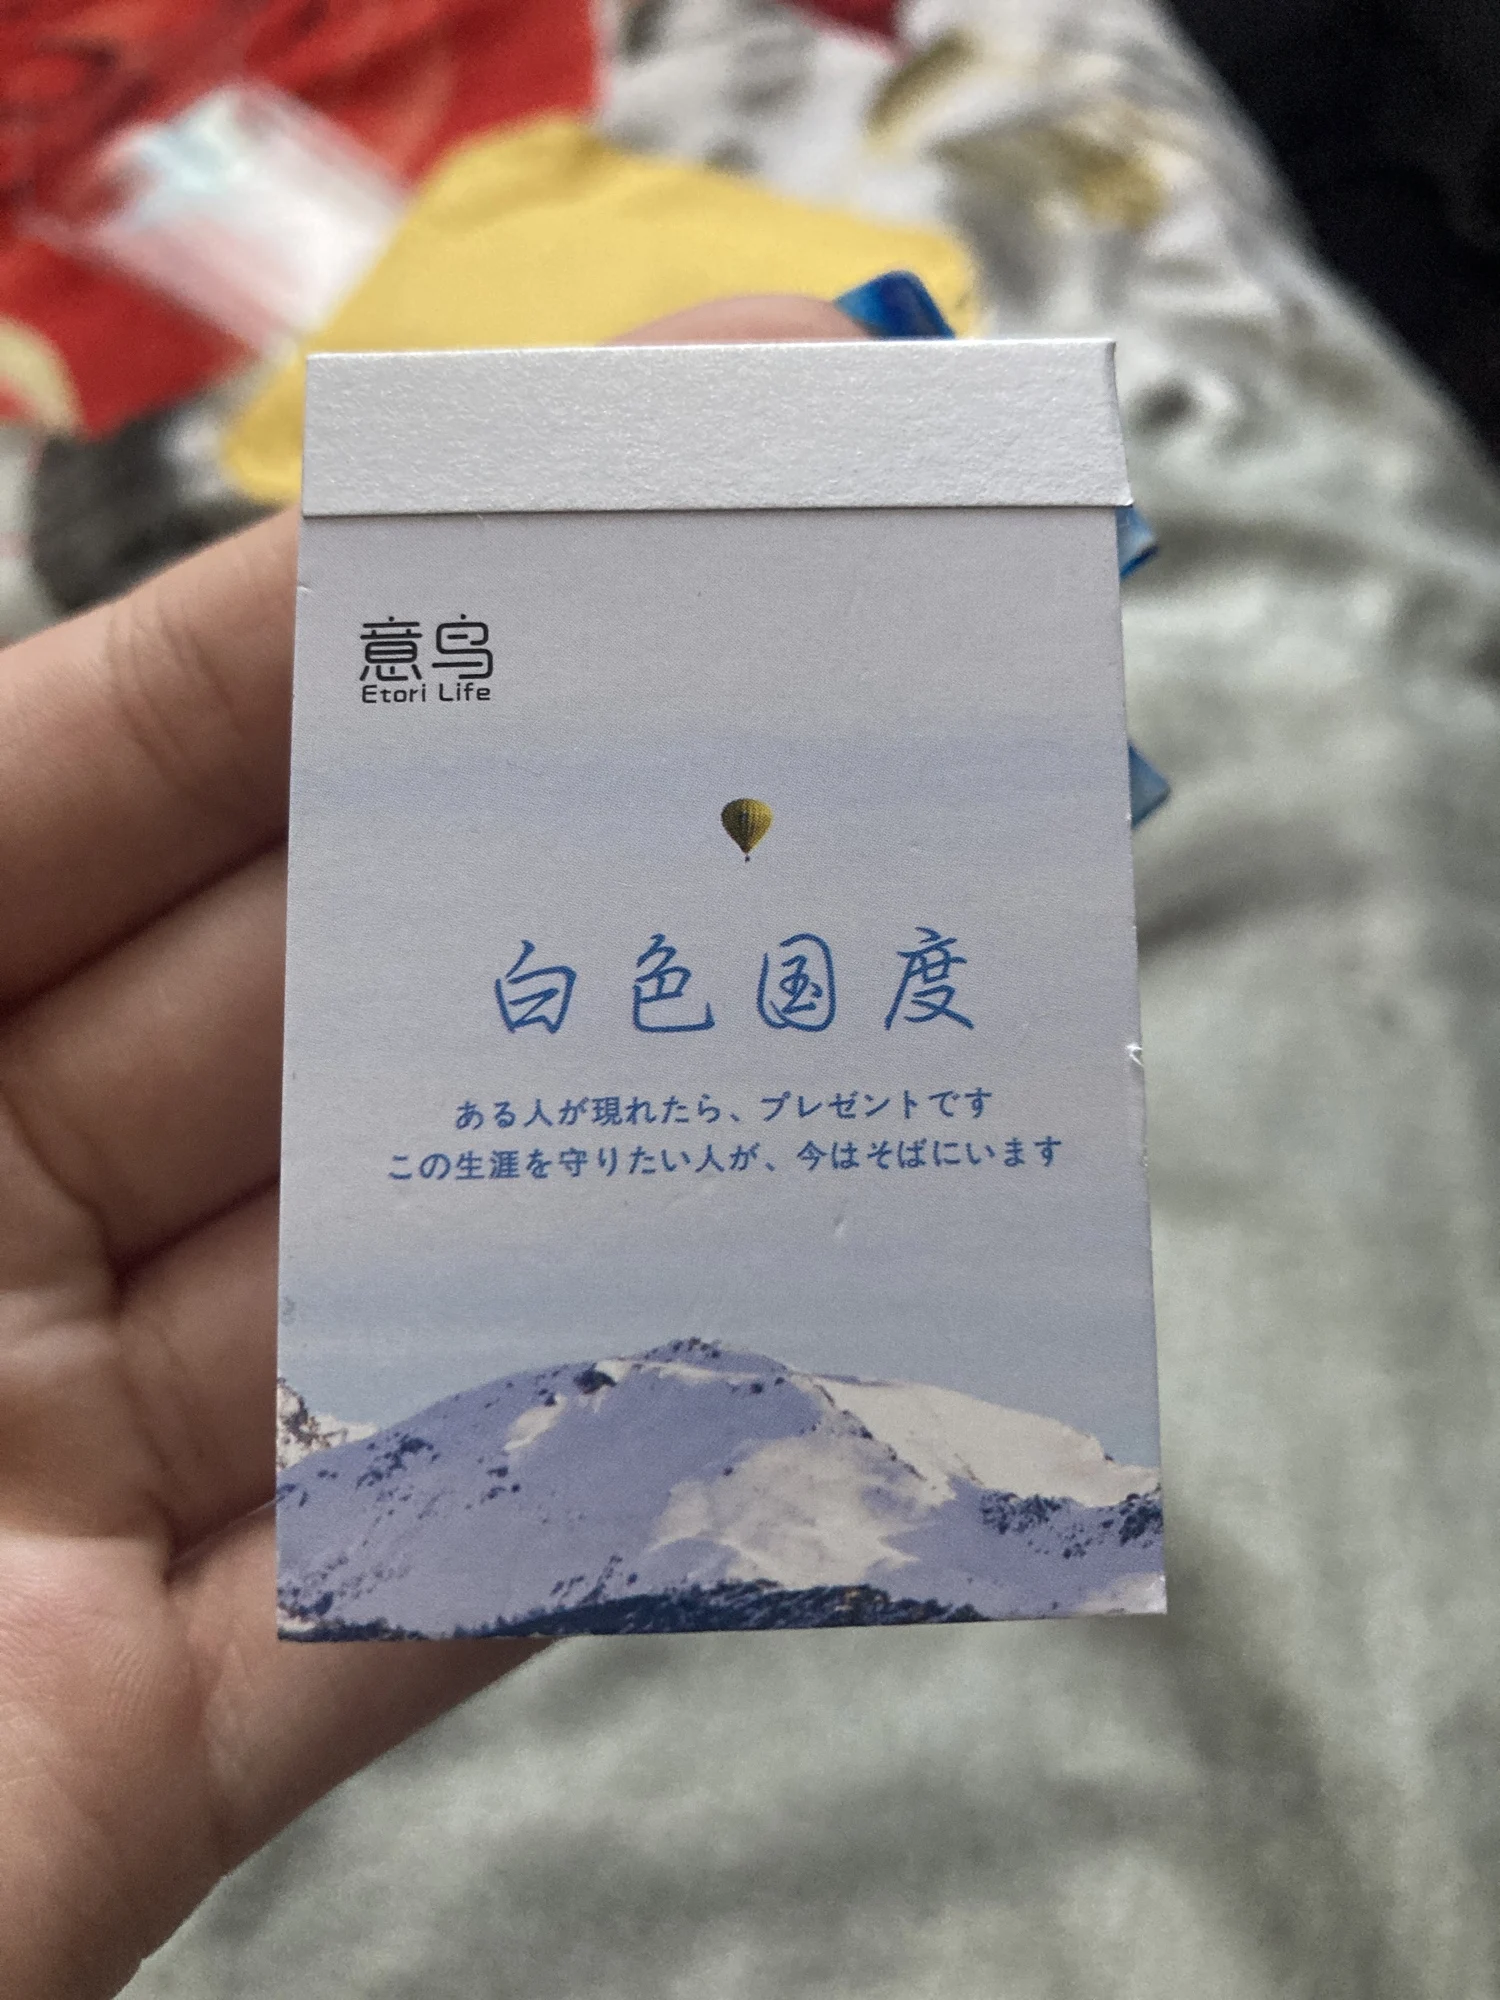 意鸟
Etori Life
白色国度
ある人が現れたら、プレゼントです
この生涯を守りたい人が、今はそばにいます